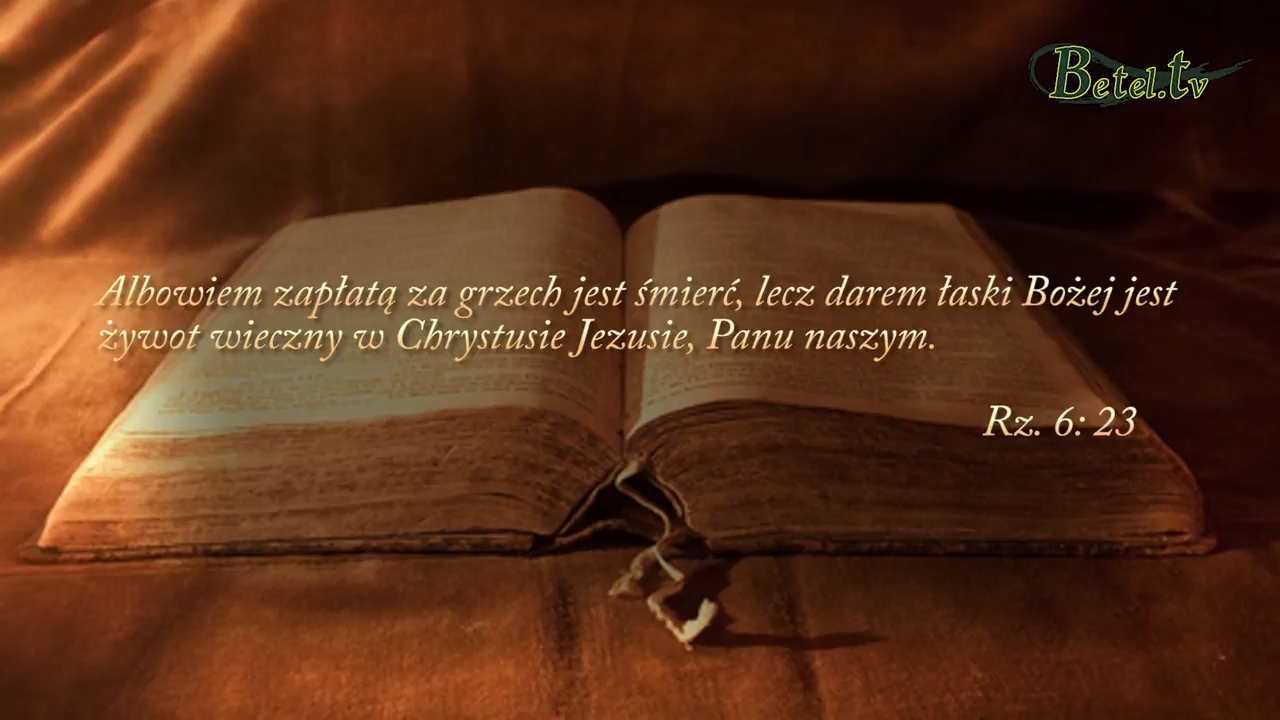 Betel.tv
Albowiem zapłatą za grzech jest śmierć, lecz darem łaski Bożej jest
żywot wieczny w Chrystusie Jezusie, Panu naszym.
Rz. 6: 23